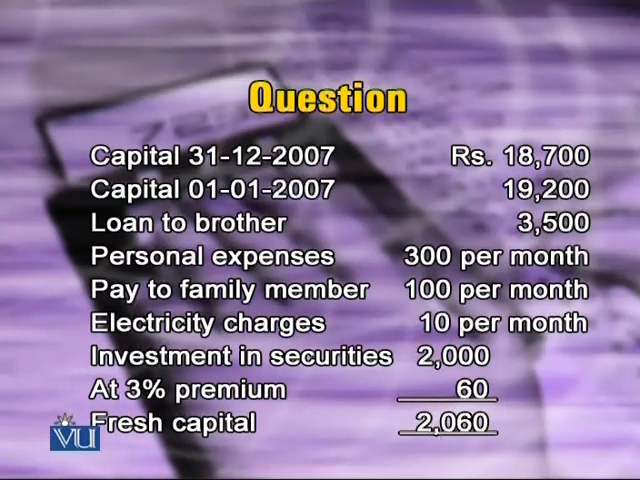 Question
Capital 31-12-2007 Rs. 18,700
Capital 01-01-2007 19,200
Loan to brother 3,500
Personal expenses 300 per month
Pay to family member 100 per month
Electricity charges 10 per month
Investment in securities 2,000
At 3% premium 60
Fresh capital 2,060
VU